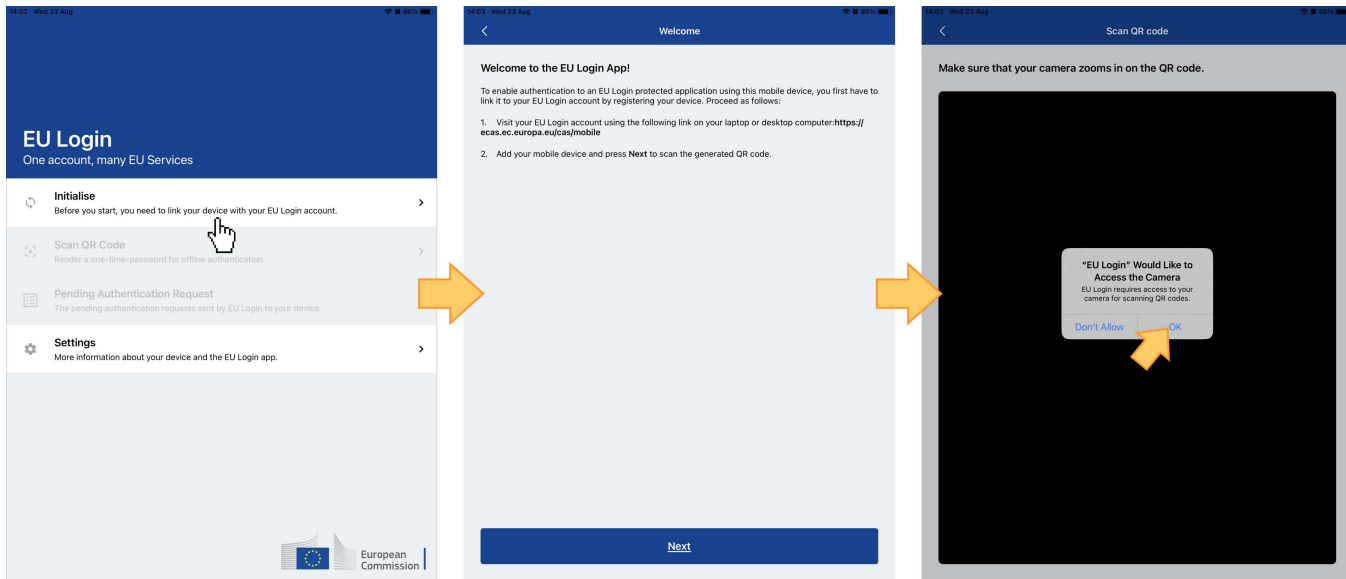 14:02 Wed 23 Aug
86%
EU Login
One account, many EU Services
Initialise
Before you start, you need to link your device with your EU Login account.
Scan QR Code
Render a one-time-password for offline authentication.
Pending Authentication Request
The pending authentication requests sent by EU Login to your device.
Settings
More information about your device and the EU Login app.
European
Commission
14:03 Wed 23 Aug
86%
Welcome
Welcome to the EU Login App!
To enable authentication to an EU Login protected application using this mobile device, you first have to
link it to your EU Login account by registering your device. Proceed as follows:
1. Visit your EU Login account using the following link on your laptop or desktop computer:https://
ecas.ec.europa.eu/cas/mobile
2. Add your mobile device and press Next to scan the generated QR code.
Next
14:03 Wed 23 Aug
86%
Scan QR code
Make sure that your camera zooms in on the QR code.
“EU Login” Would Like to
Access the Camera
EU Login requires access to your
camera for scanning QR codes.
Don't Allow
OK